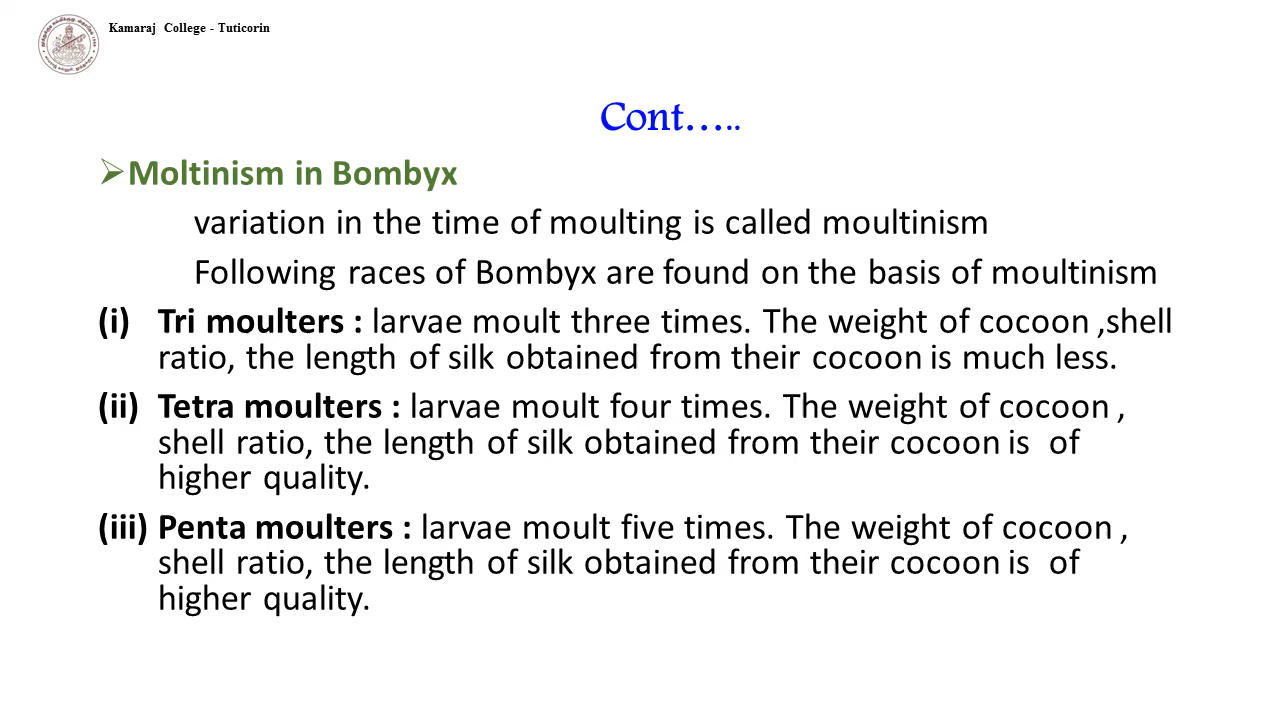 Kamaraj College - Tuticorin
Cont…..
➢Moltinism in Bombyx
variation in the time of moulting is called moultinism
Following races of Bombyx are found on the basis of moultinism
(i) Tri moulters : larvae moult three times. The weight of cocoon ,shell
ratio, the length of silk obtained from their cocoon is much less.
(ii) Tetra moulters : larvae moult four times. The weight of cocoon ,
shell ratio, the length of silk obtained from their cocoon is of
higher quality.
(iii) Penta moulters : larvae moult five times. The weight of cocoon ,
shell ratio, the length of silk obtained from their cocoon is of
higher quality.